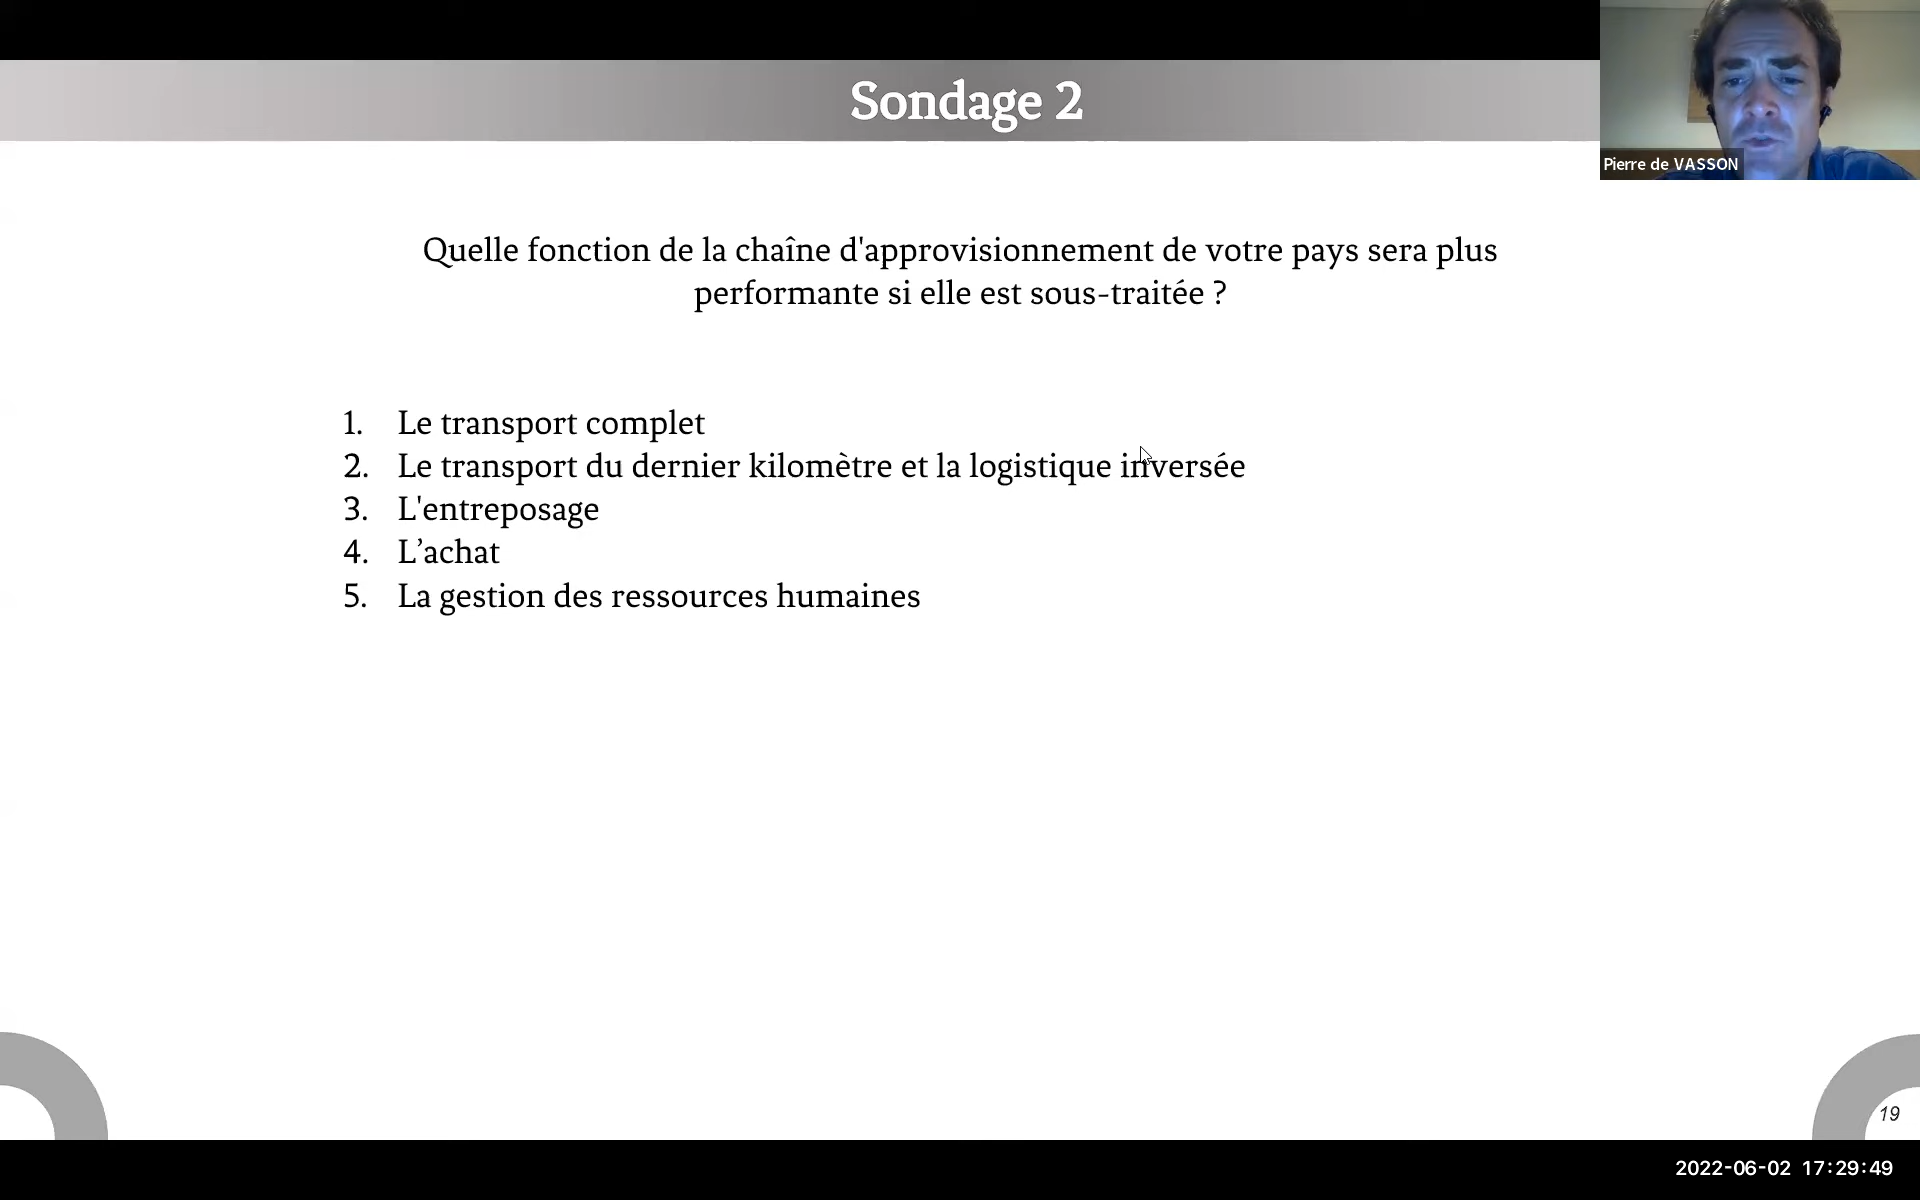 Sondage 2
Pierre de VASSON
Quelle fonction de la chaîne d'approvisionnement de votre pays sera plus
performante si elle est sous-traitée ?
1. Le transport complet
2. Le transport du dernier kilomètre et la logistique inversée
3. L'entreposage
4. L’achat
5. La gestion des ressources humaines
19
2022-06-02 17:29:49